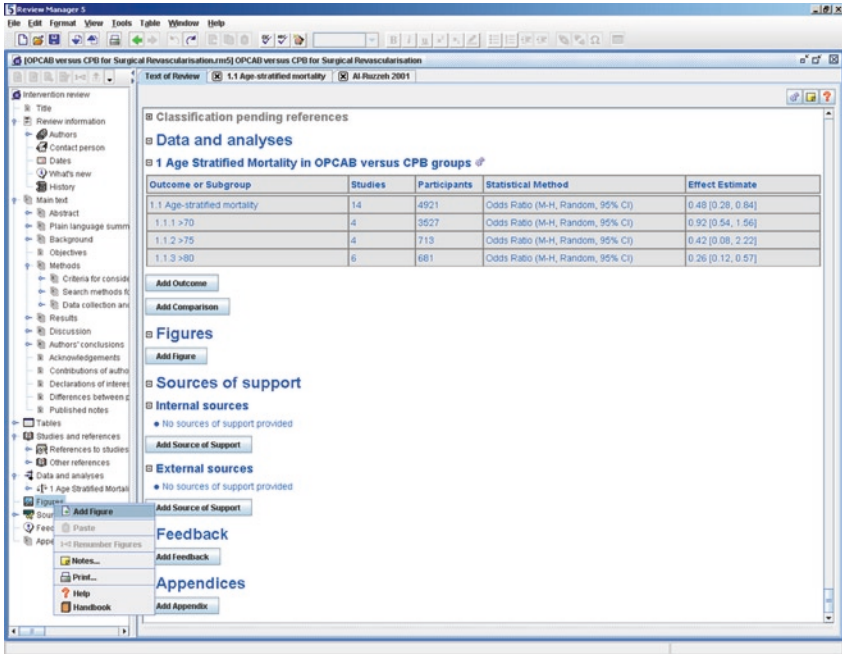 Review Manager 5
File Edit Format View Tools Table Window Help
[OPCAB versus CPB for Surgical Revascularisation.rm5] OPCAB versus CPB for Surgical Revascularisation
Text of Review 1.1 Age-stratified mortality Al-Ruzzeh 2001
Intervention review
Title
Review information
Authors
Contact person
Dates
What's new
History
Main text
Abstract
Plain language summ
Background
Objectives
Methods
Criteria for conside
Search methods fo
Data collection an
Results
Discussion
Authors' conclusions
Acknowledgements
Contributions of autho
Declarations of interes
Differences between p
Published notes
Tables
Studies and references
References to studies
Other references
Data and analyses
1 Age Stratified Mortali
Figures
Sour
Feed
Appe
Add Figure
Paste
Renumber Figures
Notes...
Print...
Help
Handbook
Classification pending references
Data and analyses
1 Age Stratified Mortality in OPCAB versus CPB groups
Outcome or Subgroup Studies Participants Statistical Method Effect Estimate
1.1 Age-stratified mortality 14 4921 Odds Ratio (M-H, Random, 95% CI) 0.48 [0.28, 0.84]
1.1.1 >70 4 3527 Odds Ratio (M-H, Random, 95% CI) 0.92 [0.54, 1.56]
1.1.2 >75 4 713 Odds Ratio (M-H, Random, 95% CI) 0.42 [0.08, 2.22]
1.1.3 >80 6 681 Odds Ratio (M-H, Random, 95% CI) 0.26 [0.12, 0.57]
Add Outcome
Add Comparison
Figures
Add Figure
Sources of support
Internal sources
• No sources of support provided
Add Source of Support
External sources
• No sources of support provided
Add Source of Support
Feedback
Add Feedback
Appendices
Add Appendix